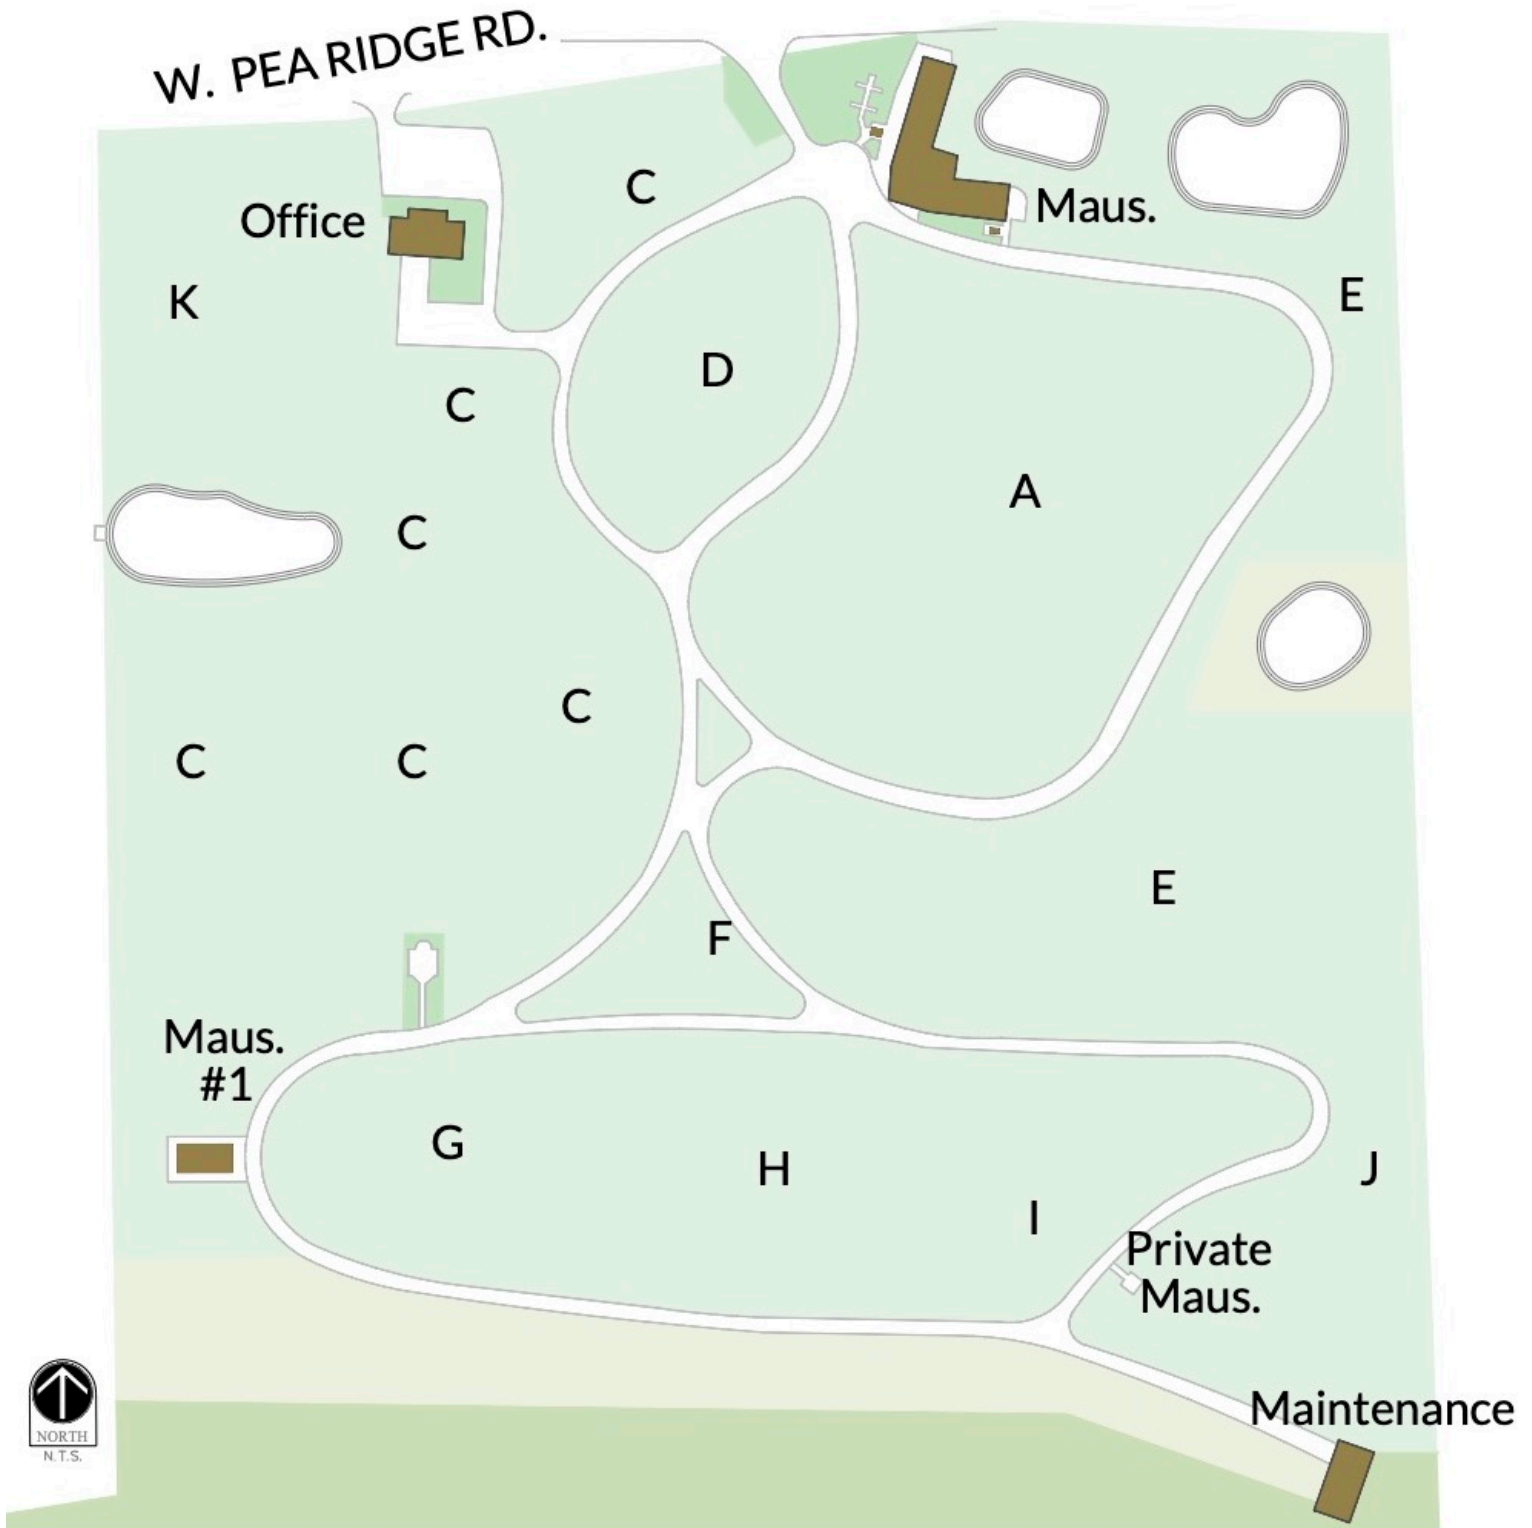 W. PEA RIDGE RD.
C
Office
Maus.
K
E
D
C
A
C
C
C
C
E
F
Maus.
#1
G
H
J
I
Private
Maus.
Maintenance
NORTH
N.T.S.